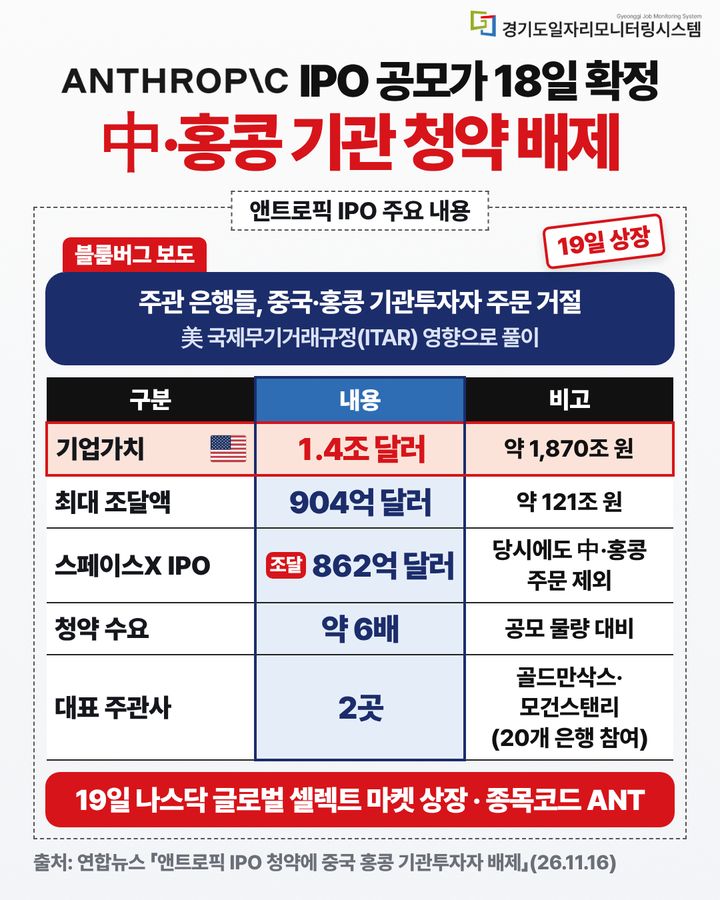 Gyeonggi Job Monitoring System
경기도일자리모니터링시스템
ANTHROP\C IPO 공모가 18일 확정
中·홍콩 기관 청약 배제
앤트로픽 IPO 주요 내용
블룸버그 보도
19일 상장
주관 은행들, 중국·홍콩 기관투자자 주문 거절
美 국제무기거래규정(ITAR) 영향으로 풀이
구분 내용 비고
기업가치 1.4조 달러 약 1,870조 원
최대 조달액 904억 달러 약 121조 원
스페이스X IPO 조달 862억 달러 당시에도 中·홍콩
주문 제외
청약 수요 약 6배 공모 물량 대비
대표 주관사 2곳 골드만삭스·
모건스탠리
(20개 은행 참여)
19일 나스닥 글로벌 셀렉트 마켓 상장 · 종목코드 ANT
출처: 연합뉴스 「앤트로픽 IPO 청약에 중국 홍콩 기관투자자 배제」(26.11.16)